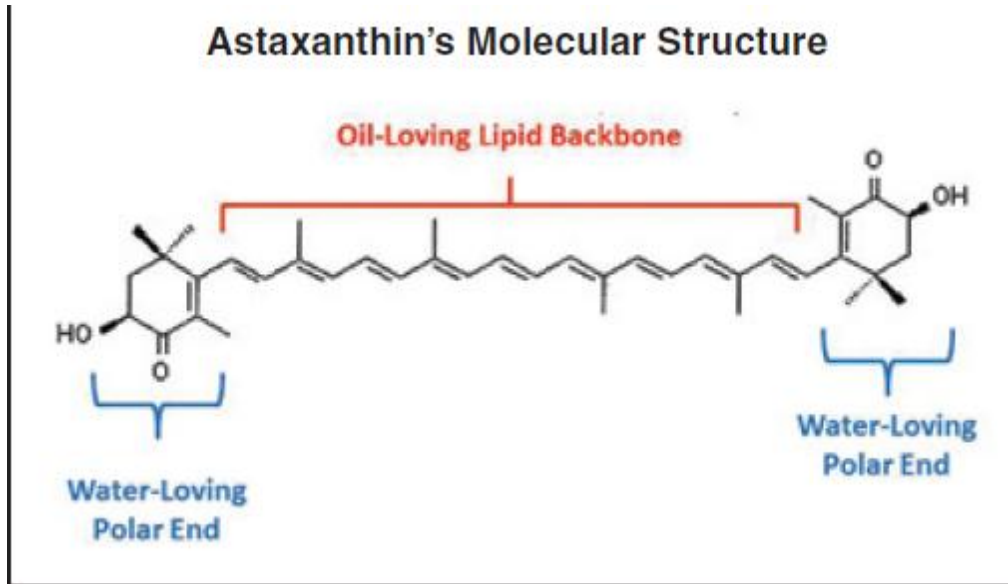 Astaxanthin's Molecular Structure
Oil-Loving Lipid Backbone
O
OH
HO
O
Water-Loving
Polar End
Water-Loving
Polar End